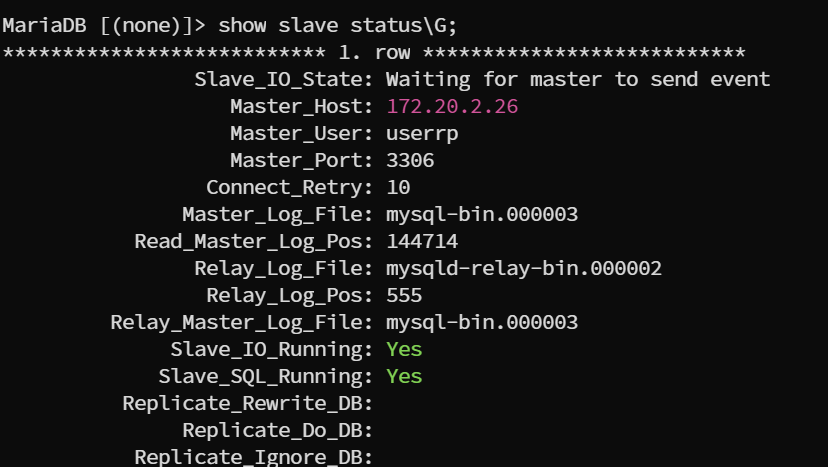 MariaDB [(none)]> show slave status\G;
*************************** 1. row ***************************
Slave_IO_State: Waiting for master to send event
Master_Host: 172.20.2.26
Master_User: userrp
Master_Port: 3306
Connect_Retry: 10
Master_Log_File: mysql-bin.000003
Read_Master_Log_Pos: 144714
Relay_Log_File: mysqld-relay-bin.000002
Relay_Log_Pos: 555
Relay_Master_Log_File: mysql-bin.000003
Slave_IO_Running: Yes
Slave_SQL_Running: Yes
Replicate_Rewrite_DB:
Replicate_Do_DB:
Replicate_Ignore_DB: